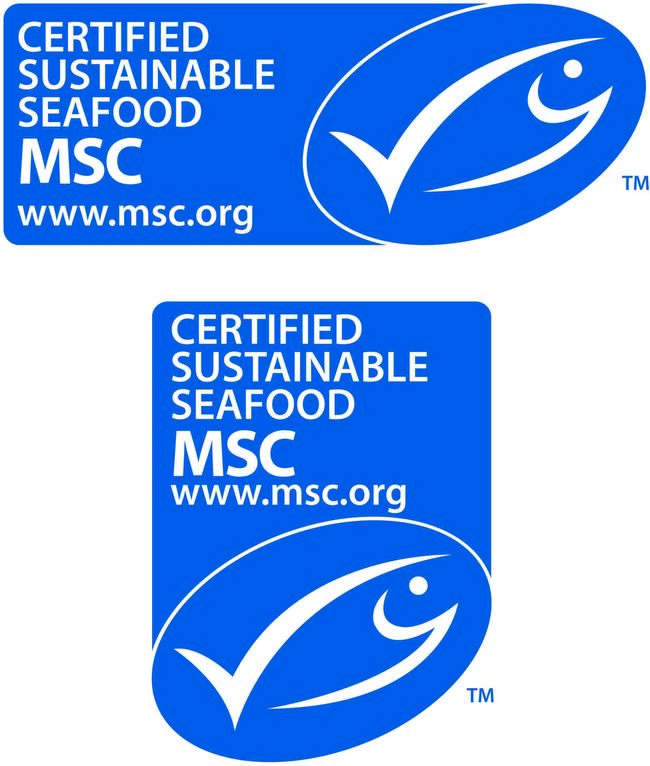 CERTIFIED
SUSTAINABLE
SEAFOOD
MSC
www.msc.org
TM
CERTIFIED
SUSTAINABLE
SEAFOOD
MSC
www.msc.org
TM